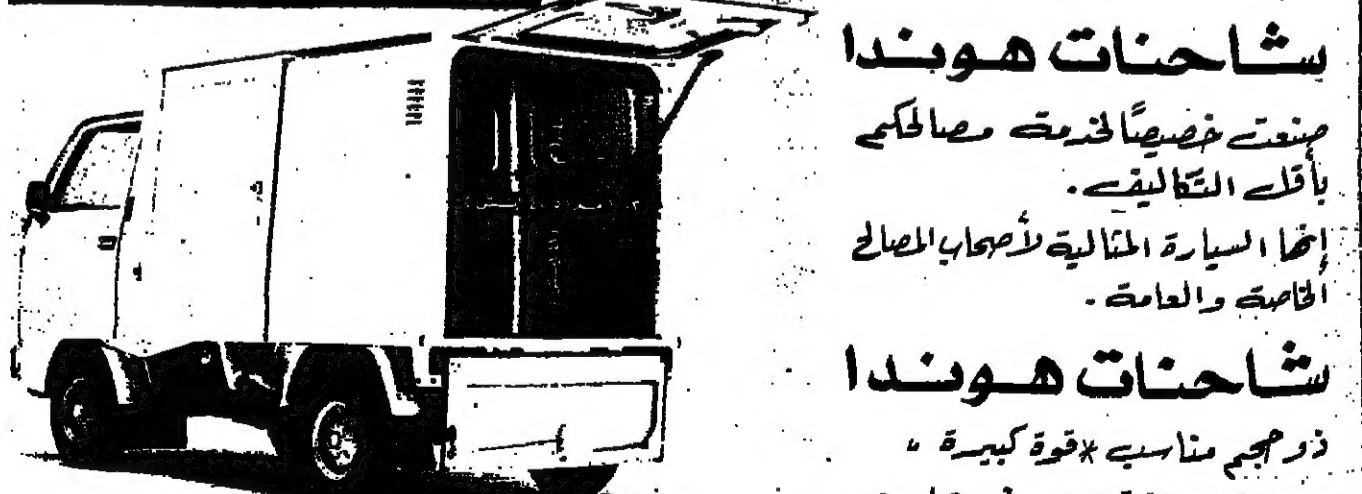 شاحنات هوندا
صنعت خصيصًا لخدمة مصالحكم
بأقل التكاليف.
إنها السيارة المثالية لأصحاب المصالح
الخاصة والعامة.
شاحنات هوندا
ذو حجم مناسب * قوة كبيرة "